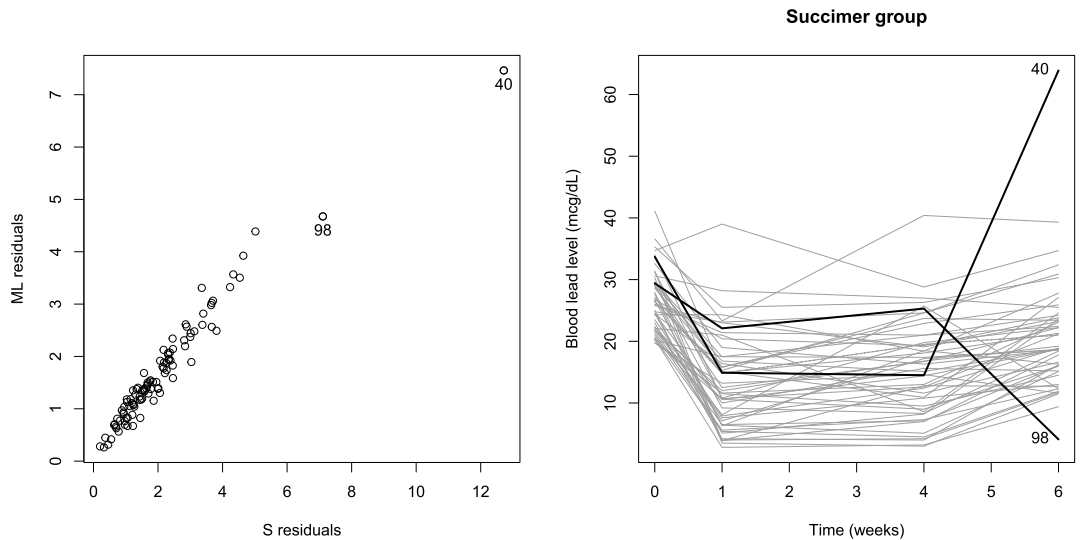 Succimer group
ML residuals
7
6
5
4
3
2
1
0
40
98
0 2 4 6 8 10 12
S residuals
Blood lead level (mcg/dL)
60
50
40
30
20
10
40
98
0 1 2 3 4 5 6
Time (weeks)